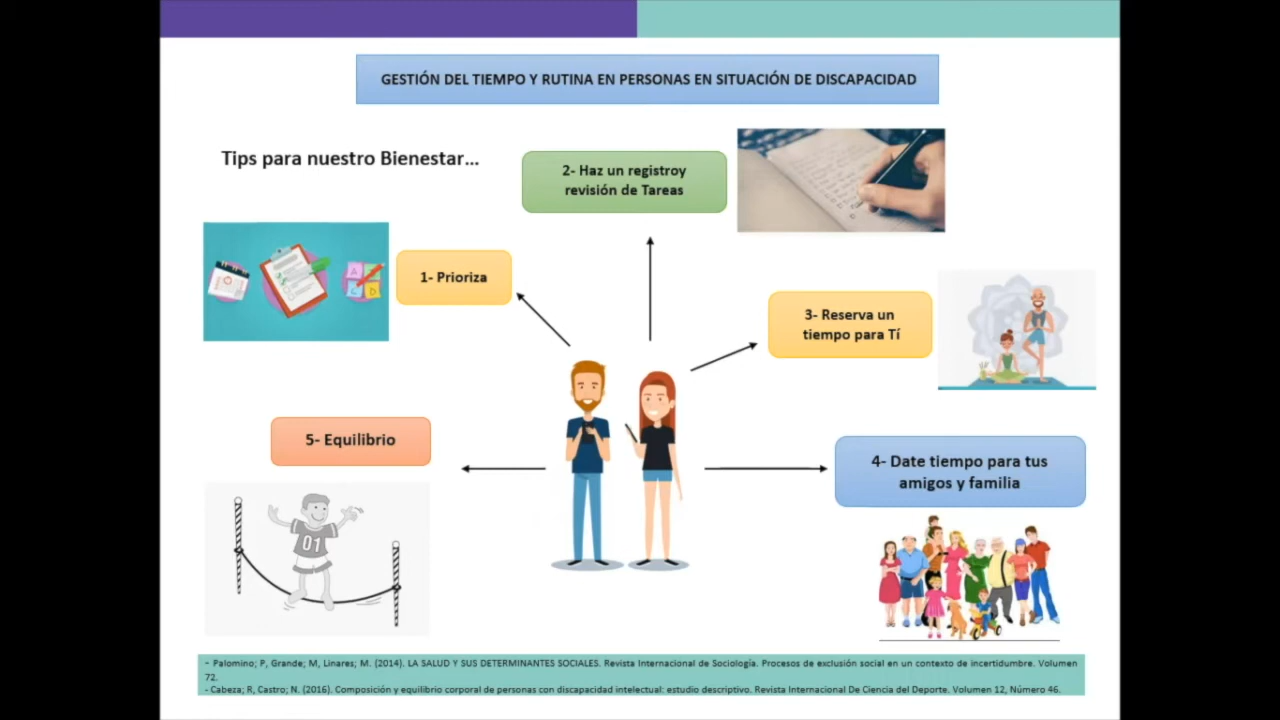 GESTIÓN DEL TIEMPO Y RUTINA EN PERSONAS EN SITUACIÓN DE DISCAPACIDAD
Tips para nuestro Bienestar...
2- Haz un registroy
revisión de Tareas
1- Prioriza
3- Reserva un
tiempo para Tí
5- Equilibrio
4- Date tiempo para tus
amigos y familia
01
- Palomino; P, Grande; M, Linares; M. (2014). LA SALUD Y SUS DETERMINANTES SOCIALES. Revista Internacional de Sociología. Procesos de exclusión social en un contexto de incertidumbre. Volumen
72.
- Cabeza; R, Castro; N. (2016). Composición y equilibrio corporal de personas con discapacidad intelectual: estudio descriptivo. Revista Internacional De Ciencia del Deporte. Volumen 12, Número 46.